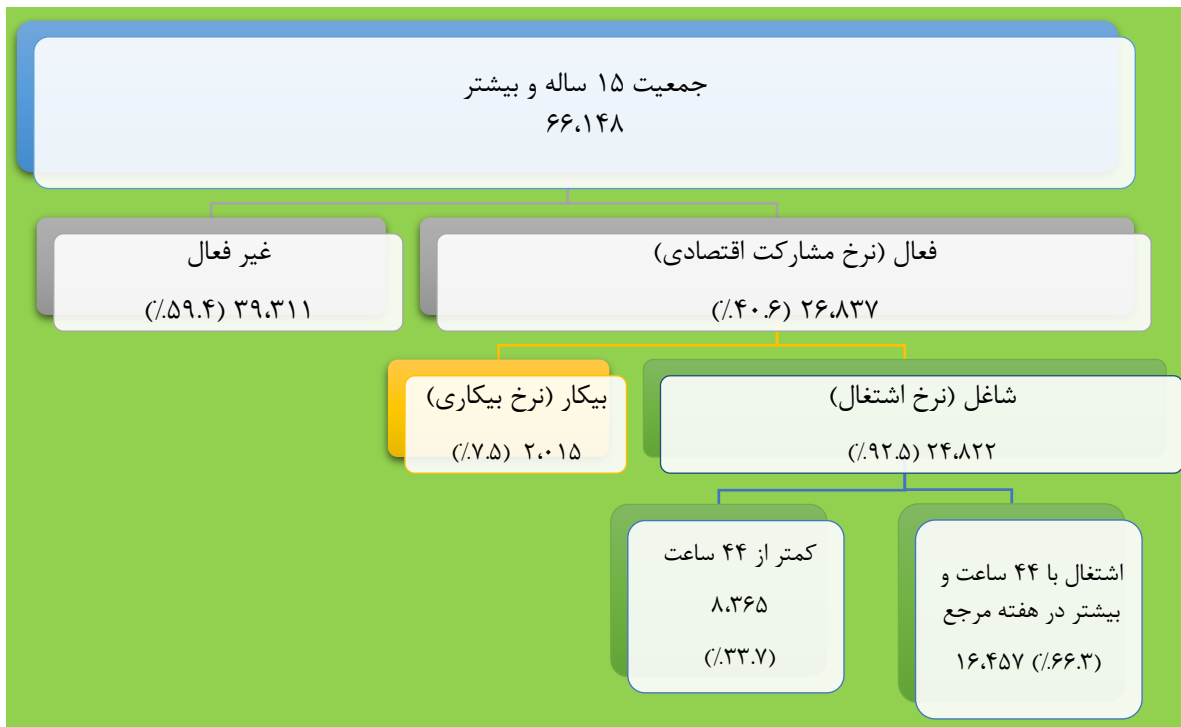 جمعیت ۱۵ ساله و بیشتر
۶۶،۱۴۸
فعال (نرخ مشارکت اقتصادی)
۲۶،۸۳۷ (۴۰.۶٪)
غیر فعال
۳۹،۳۱۱ (۵۹.۴٪)
شاغل (نرخ اشتغال)
۲۴،۸۲۲ (۹۲.۵٪)
بیکار (نرخ بیکاری)
۲،۰۱۵ (۷.۵٪)
اشتغال با ۴۴ ساعت و
بیشتر در هفته مرجع
۱۶،۴۵۷ (۶۶.۳٪)
کمتر از ۴۴ ساعت
۸،۳۶۵
(۳۳.۷٪)